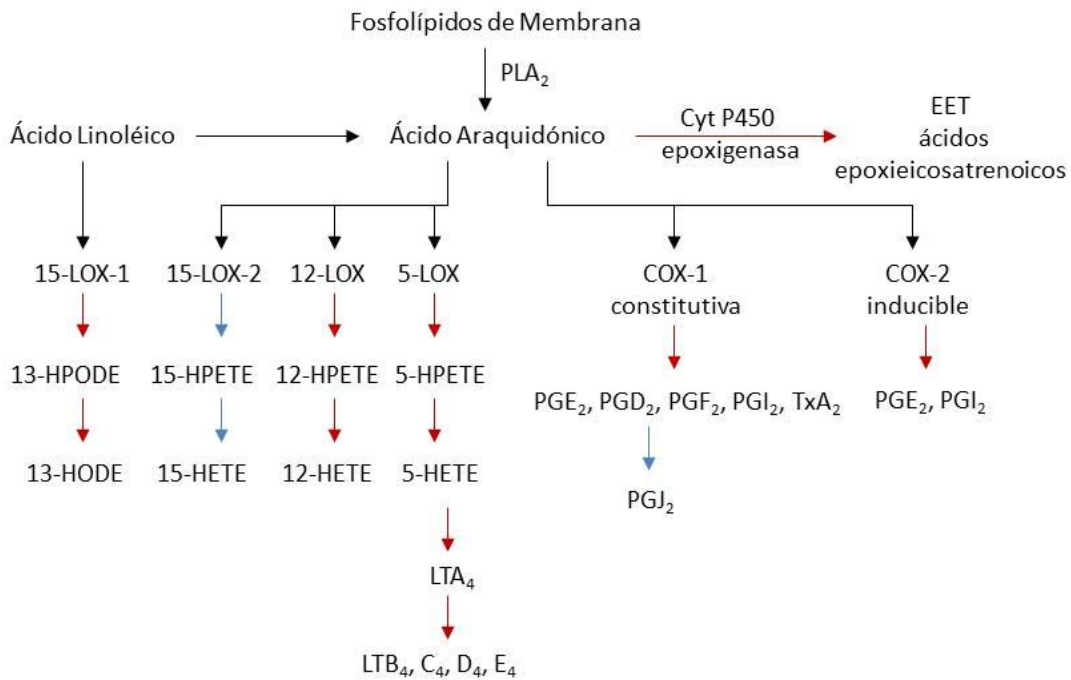 Fosfolípidos de Membrana
PLA₂
Ácido Linoléico
Ácido Araquidónico
Cyt P450
epoxigenasa
EET
ácidos
epoxieicosatrenoicos
15-LOX-1
15-LOX-2
12-LOX
5-LOX
COX-1
constitutiva
COX-2
inducible
13-HPODE
15-HPETE
12-HPETE
5-HPETE
PGE₂, PGD₂, PGF₂, PGI₂, TxA₂
PGE₂, PGI₂
13-HODE
15-HETE
12-HETE
5-HETE
PGJ₂
LTA₄
LTB₄, C₄, D₄, E₄